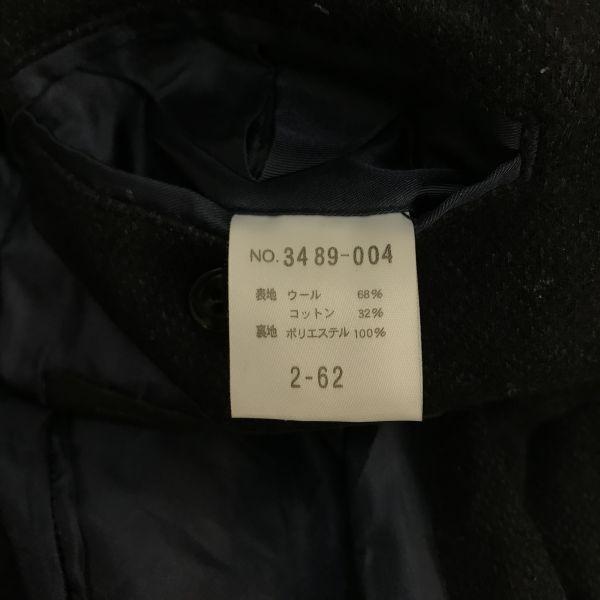 NO. 3489-004
表地 ウール 68%
コットン 32%
裏地 ポリエステル 100%
2-62